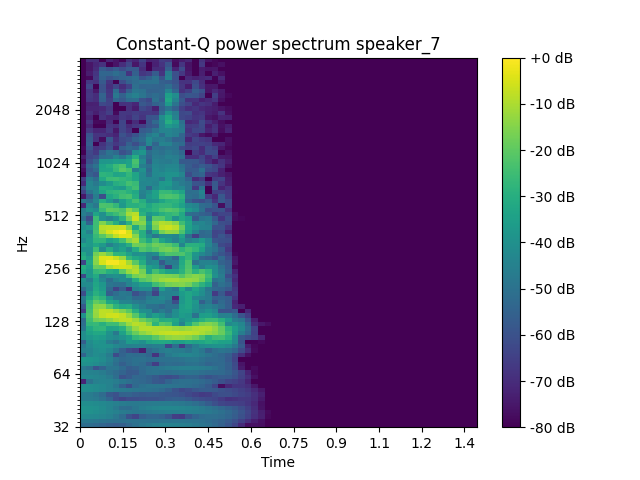 Constant-Q power spectrum speaker_7
Hz
2048
1024
512
256
128
64
32
0 0.15 0.3 0.45 0.6 0.75 0.9 1.1 1.2 1.4
Time
+0 dB
-10 dB
-20 dB
-30 dB
-40 dB
-50 dB
-60 dB
-70 dB
-80 dB